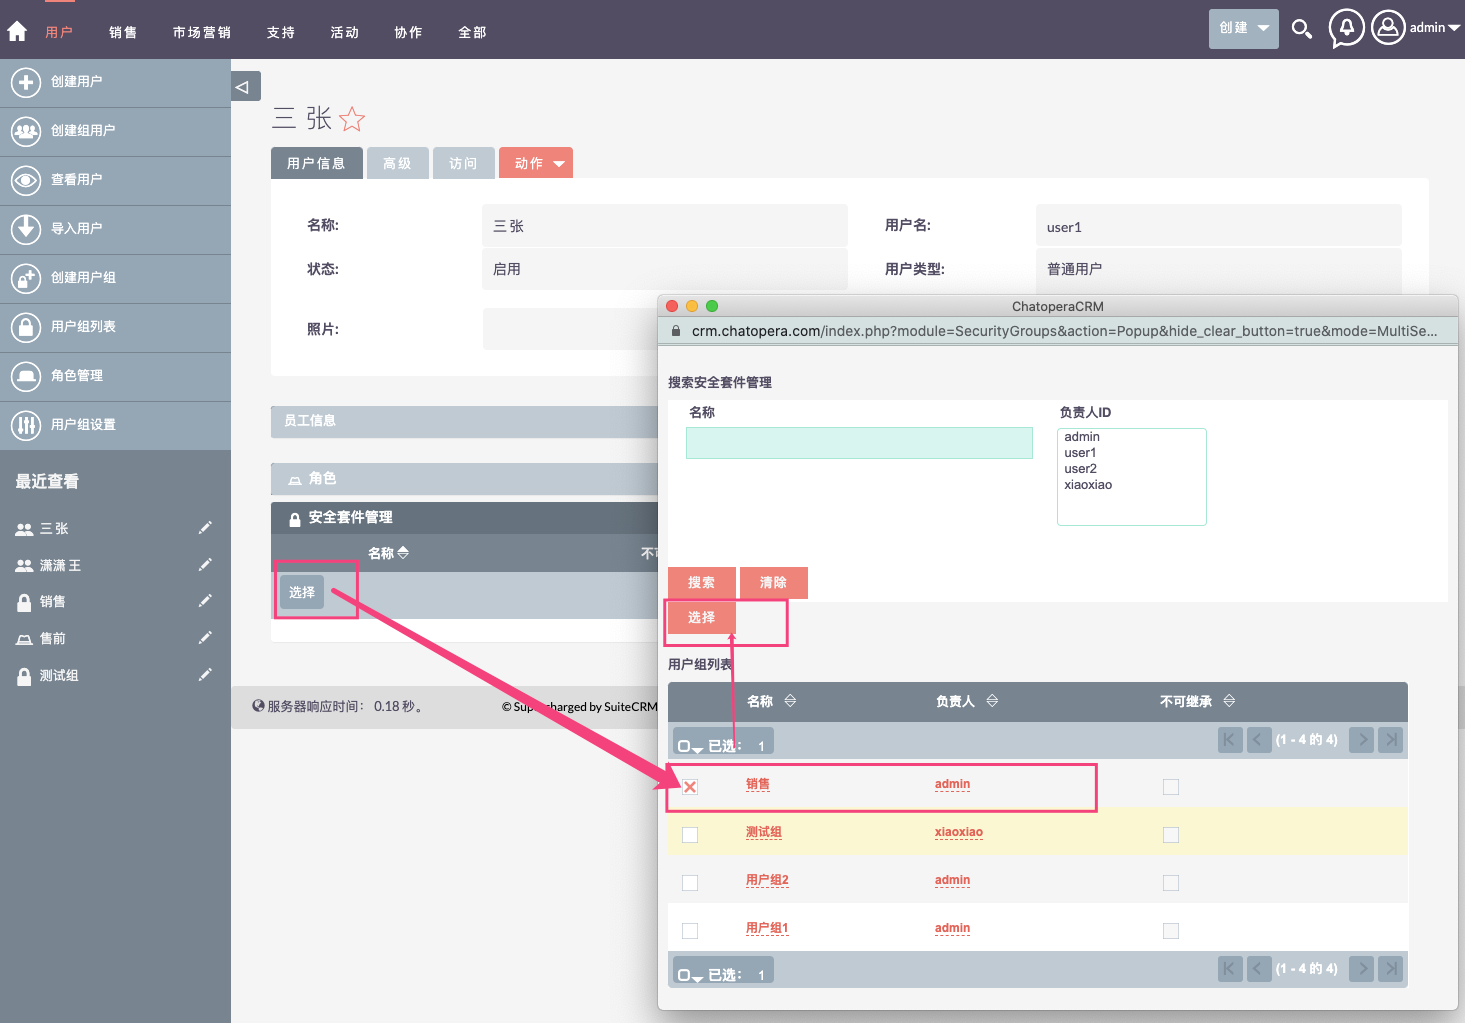 用户
销售
市场营销
支持
活动
协作
全部
创建
admin
创建用户
创建组用户
查看用户
导入用户
创建用户组
用户组列表
角色管理
用户组设置
最近查看
三 张
潇潇 王
销售
售前
测试组
三 张
用户信息
高级
访问
动作
名称:
三 张
用户名:
user1
状态:
启用
用户类型:
普通用户
照片:
员工信息
角色
安全套件管理
名称
选择
服务器响应时间： 0.18 秒。
© Supercharged by SuiteCRM
ChatoperaCRM
crm.chatopera.com/index.php?module=SecurityGroups&action=Popup&hide_clear_button=true&mode=MultiSe...
搜索安全套件管理
名称
负责人ID
admin
user1
user2
xiaoxiao
搜索
清除
选择
用户组列表
名称
负责人
不可继承
已选： 1
(1 - 4 的 4)
销售
admin
测试组
xiaoxiao
用户组2
admin
用户组1
admin
已选： 1
(1 - 4 的 4)